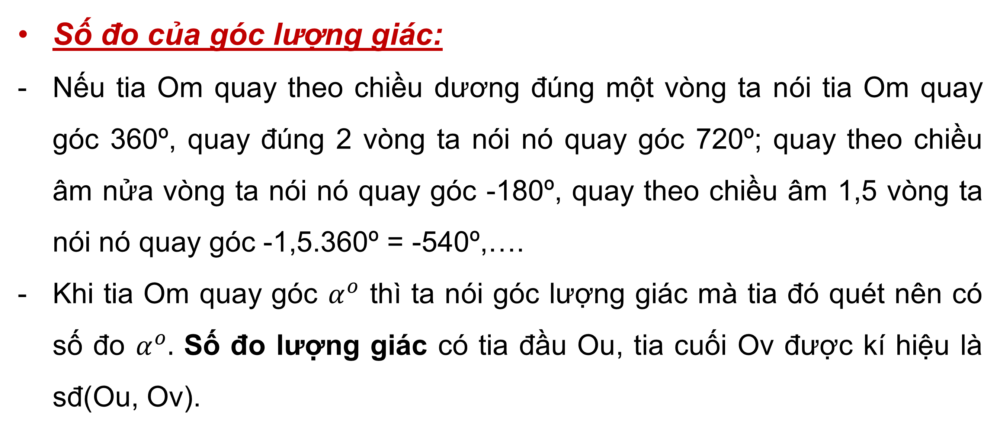 • Số đo của góc lượng giác:
- Nếu tia Om quay theo chiều dương đúng một vòng ta nói tia Om quay
góc 360º, quay đúng 2 vòng ta nói nó quay góc 720º; quay theo chiều
âm nửa vòng ta nói nó quay góc -180º, quay theo chiều âm 1,5 vòng ta
nói nó quay góc -1,5.360º = -540º,….
- Khi tia Om quay góc αº thì ta nói góc lượng giác mà tia đó quét nên có
số đo αº. Số đo lượng giác có tia đầu Ou, tia cuối Ov được kí hiệu là
sđ(Ou, Ov).